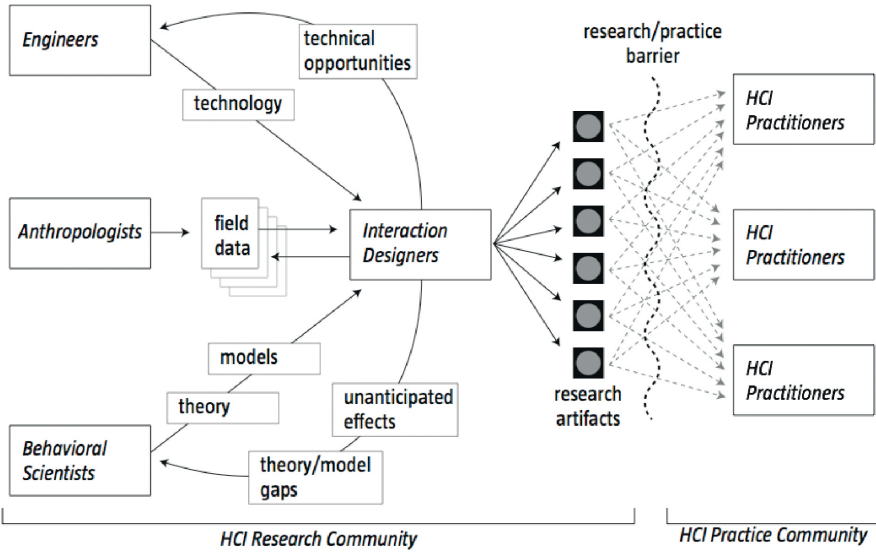 Engineers
technical
opportunities
technology
Anthropologists
field
data
Interaction
Designers
models
theory
unanticipated
effects
Behavioral
Scientists
theory/model
gaps
research/practice
barrier
research
artifacts
HCI
Practitioners
HCI
Practitioners
HCI
Practitioners
HCI Research Community
HCI Practice Community